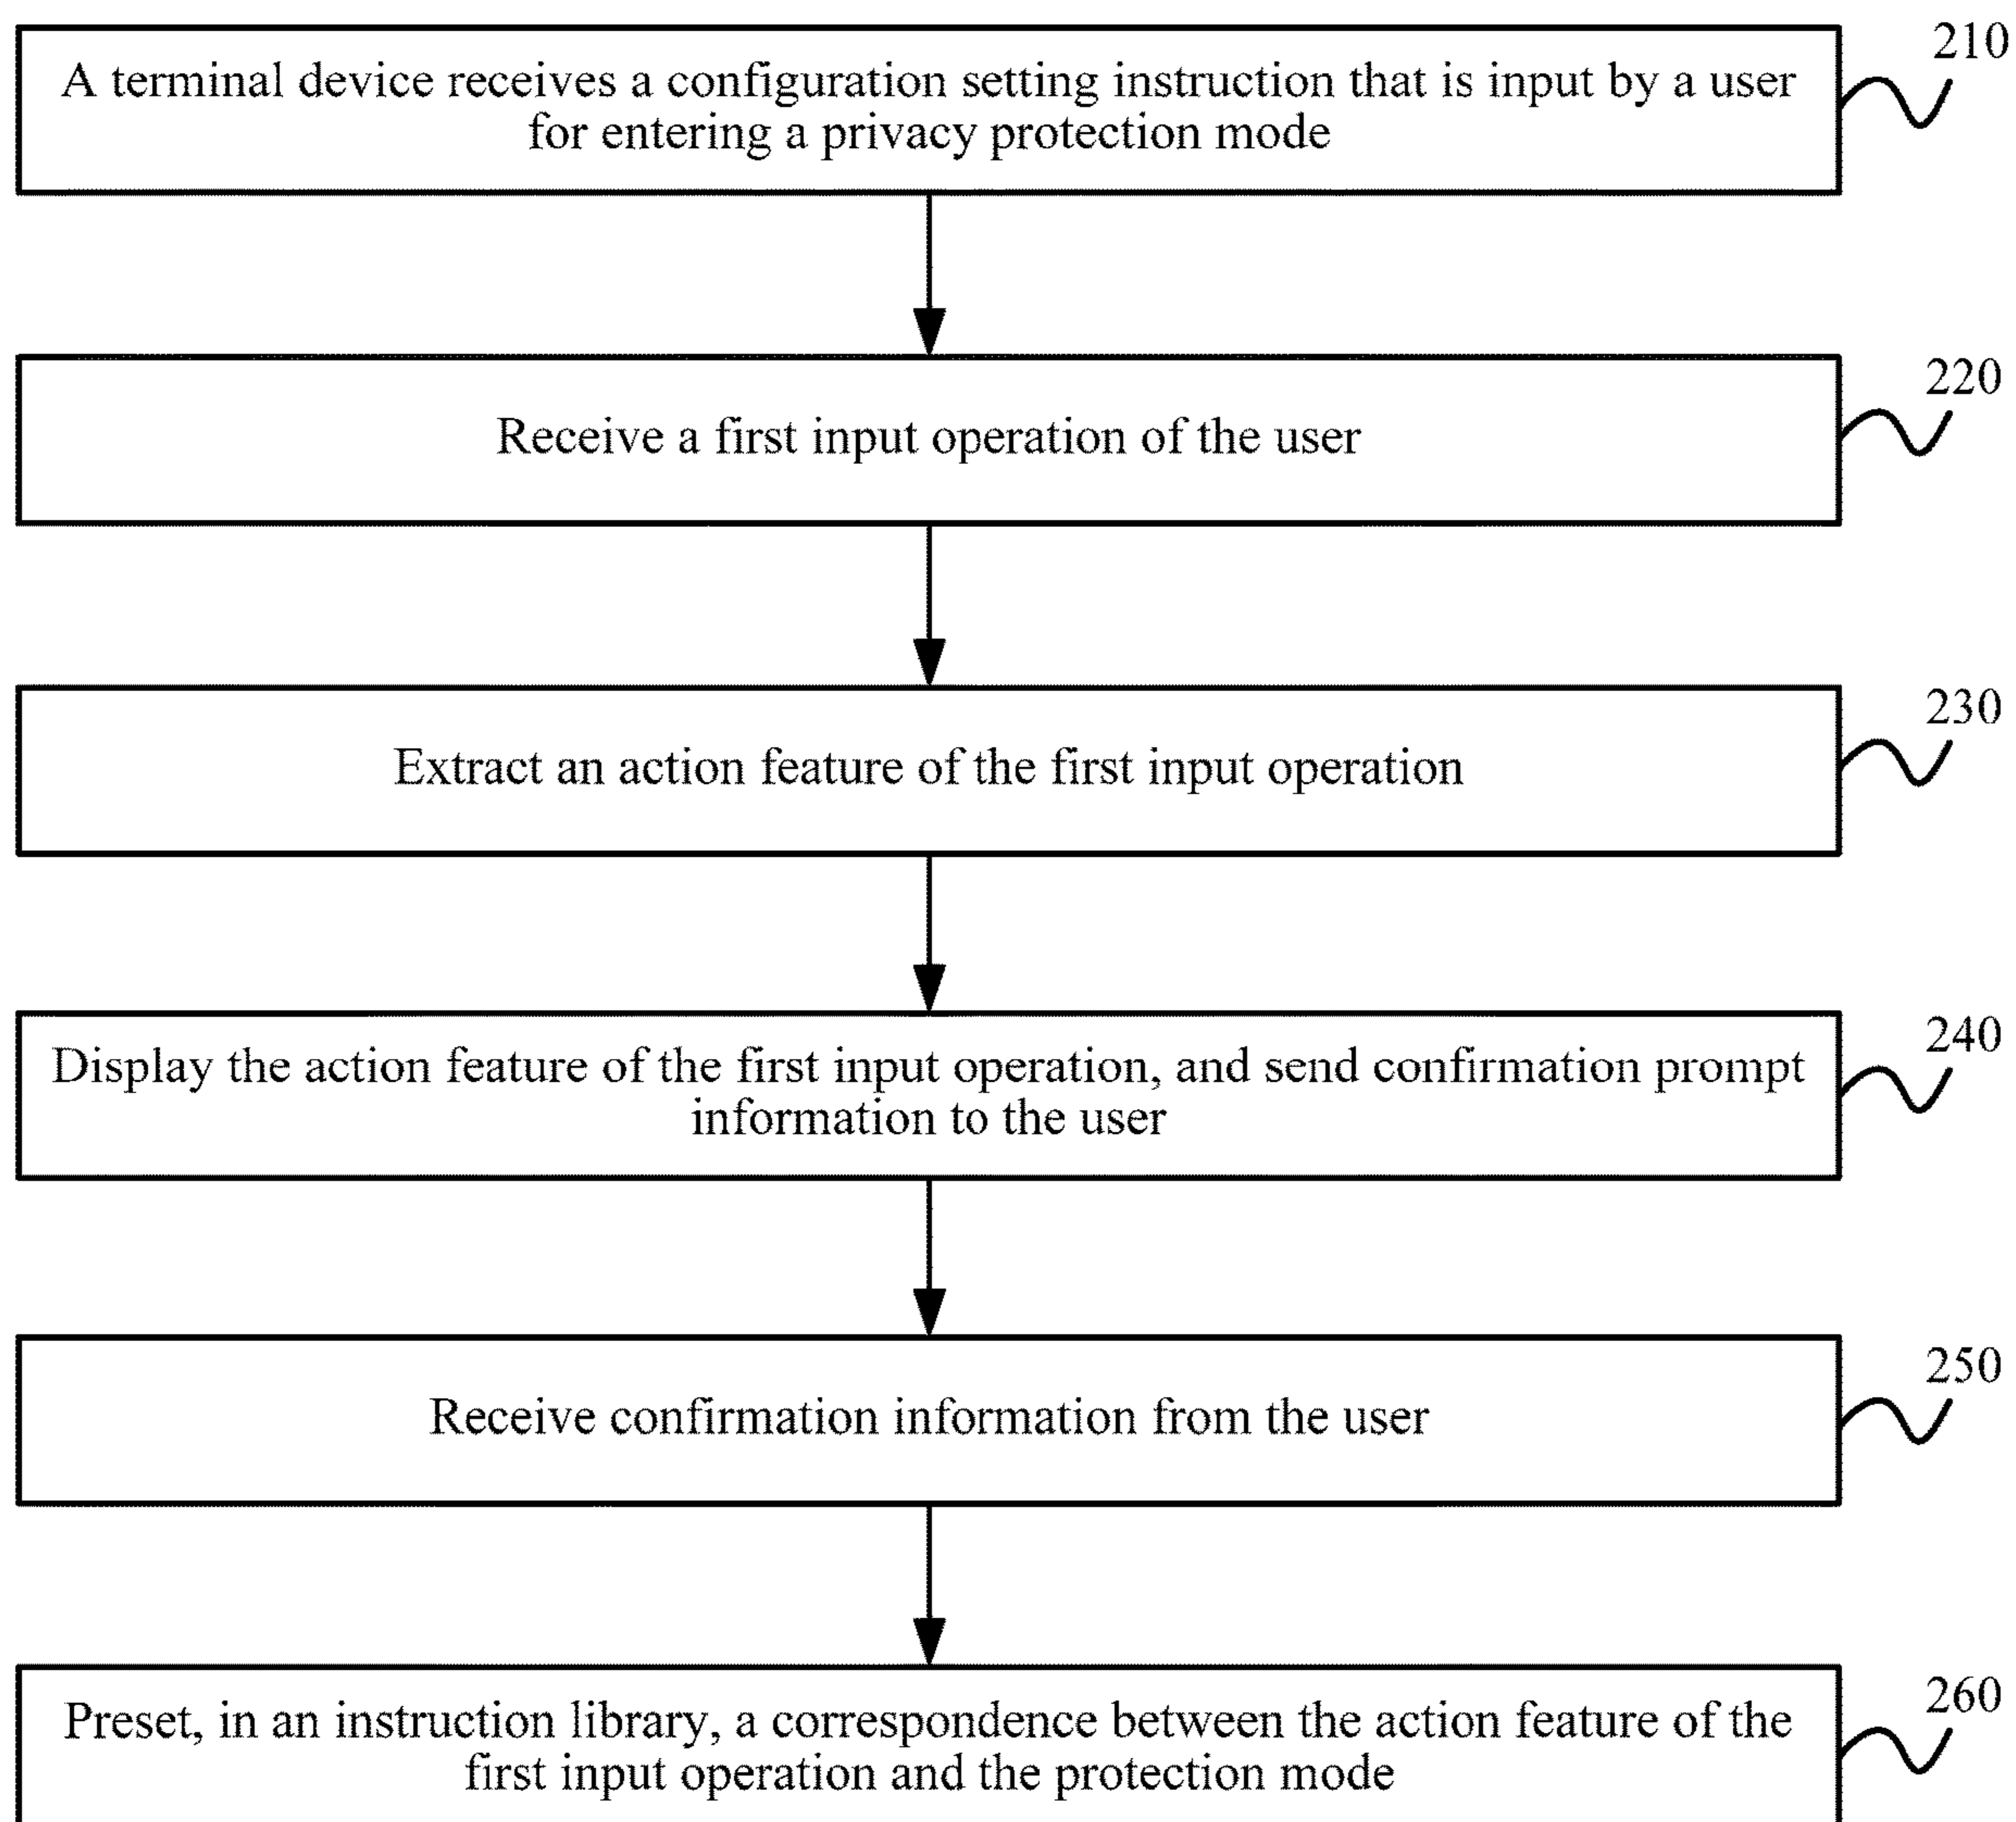 210
A terminal device receives a configuration setting instruction that is input by a user
for entering a privacy protection mode
220
Receive a first input operation of the user
230
Extract an action feature of the first input operation
240
Display the action feature of the first input operation, and send confirmation prompt
information to the user
250
Receive confirmation information from the user
260
Preset, in an instruction library, a correspondence between the action feature of the
first input operation and the protection mode